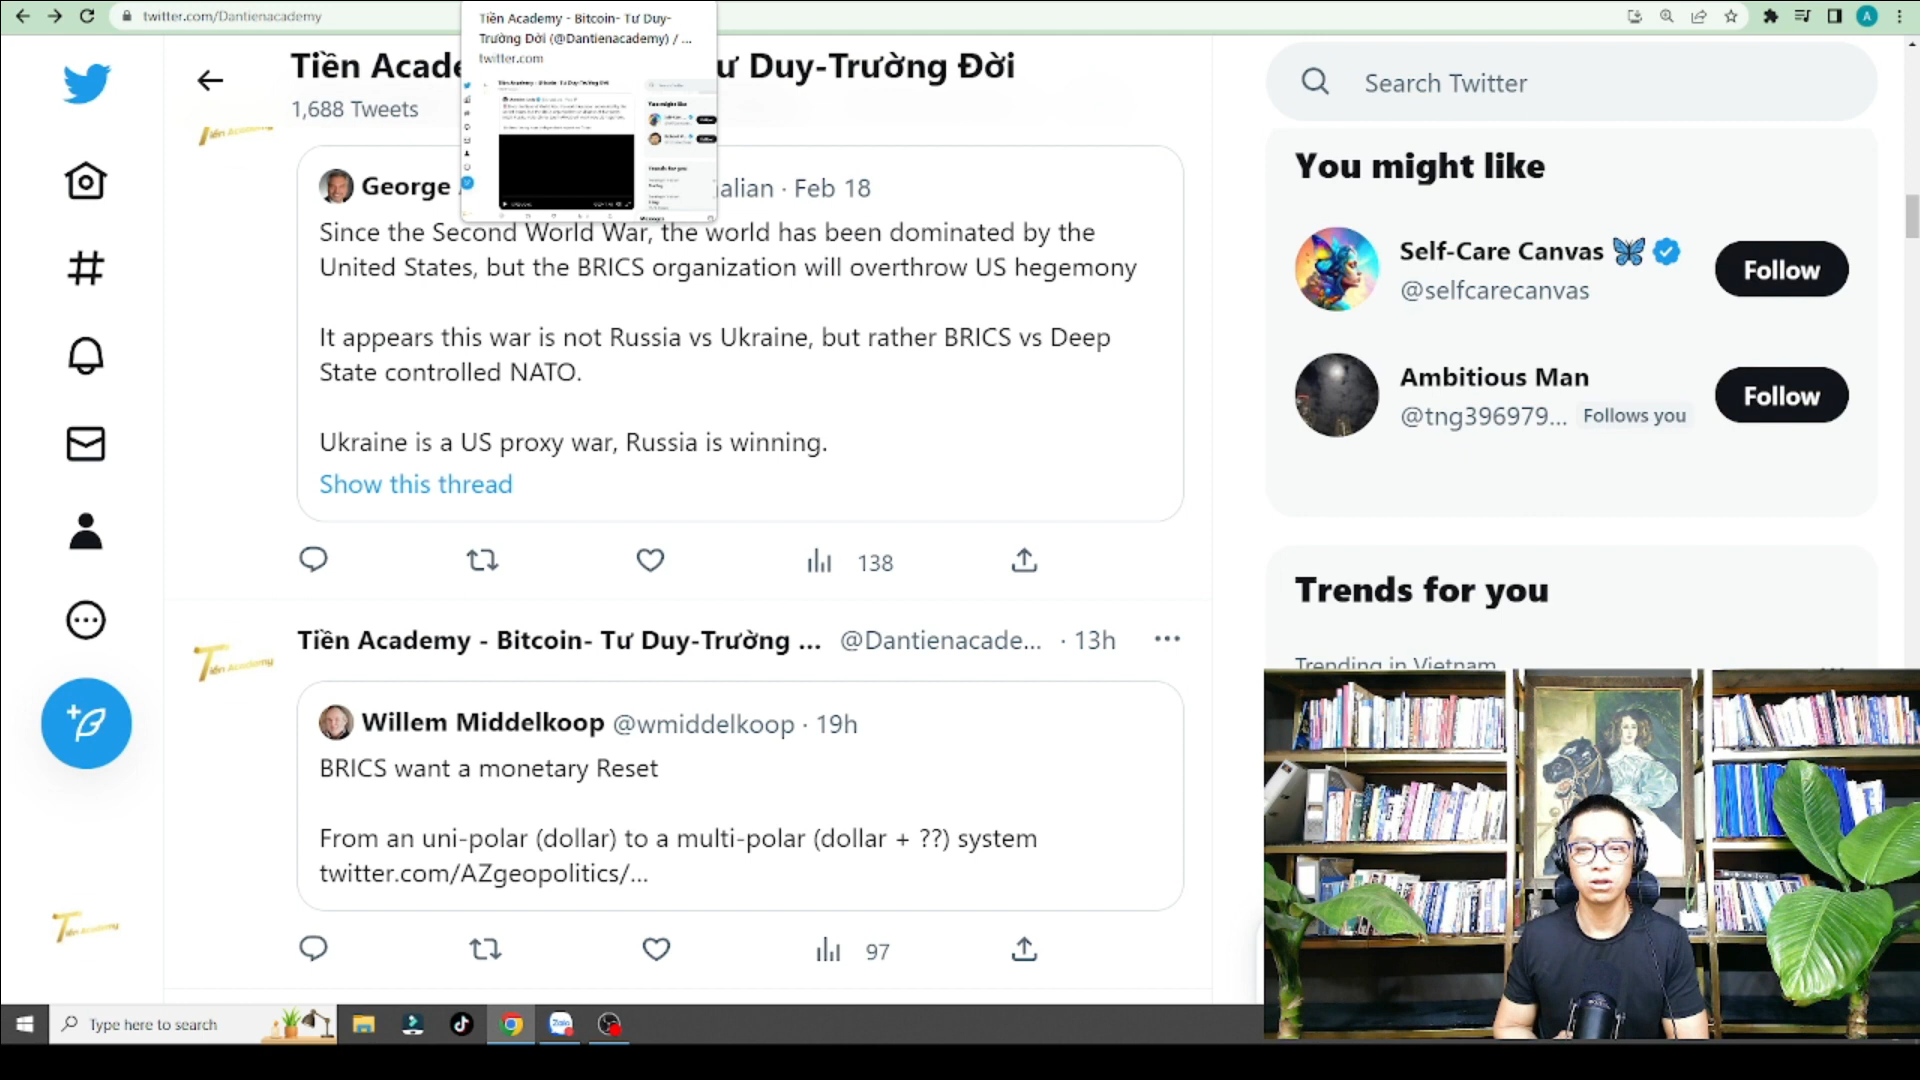 twitter.com/Dantienacademy
Tiền Academy - Bitcoin- Tư Duy-
Trường Đời (@Dantienacademy) / ...
twitter.com
Tiền Acade
ư Duy-Trường Đời
1,688 Tweets
Search Twitter
George
alian · Feb 18
Since the Second World War, the world has been dominated by the
United States, but the BRICS organization will overthrow US hegemony
It appears this war is not Russia vs Ukraine, but rather BRICS vs Deep
State controlled NATO.
Ukraine is a US proxy war, Russia is winning.
Show this thread
138
Tiền Academy - Bitcoin- Tư Duy-Trường ... @Dantienacade... · 13h
Tiền Academy
Willem Middelkoop @wmiddelkoop · 19h
BRICS want a monetary Reset
From an uni-polar (dollar) to a multi-polar (dollar + ??) system
twitter.com/AZgeopolitics/...
97
You might like
Self-Care Canvas
@selfcarecanvas
Follow
Ambitious Man
@tng396979... Follows you
Follow
Trends for you
Trending in Vietnam
Type here to search
Zalo